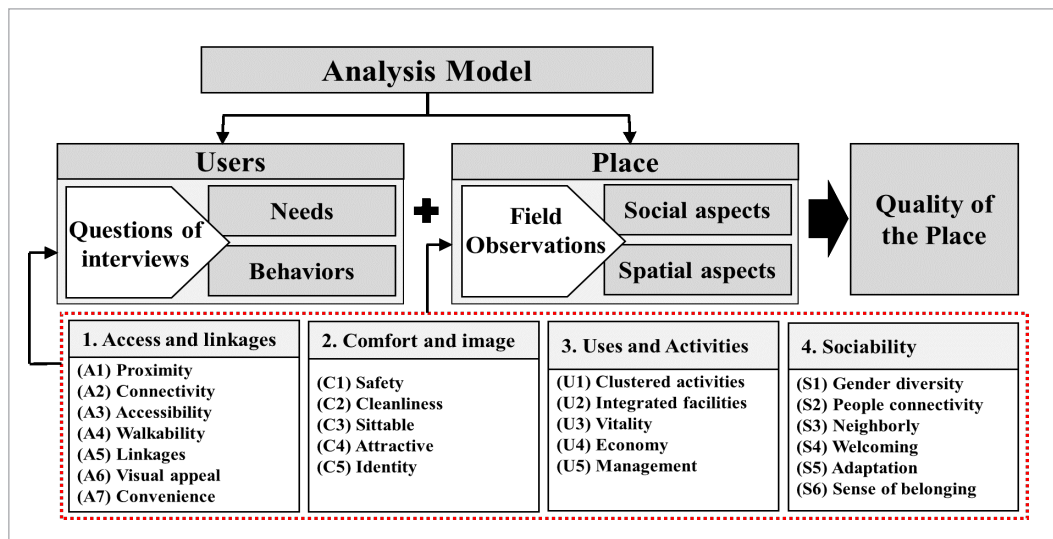 Analysis Model
Users
Questions of
interviews
Needs
Behaviors
Place
Field
Observations
Social aspects
Spatial aspects
Quality of
the Place
1. Access and linkages
(A1) Proximity
(A2) Connectivity
(A3) Accessibility
(A4) Walkability
(A5) Linkages
(A6) Visual appeal
(A7) Convenience
2. Comfort and image
(C1) Safety
(C2) Cleanliness
(C3) Sittable
(C4) Attractive
(C5) Identity
3. Uses and Activities
(U1) Clustered activities
(U2) Integrated facilities
(U3) Vitality
(U4) Economy
(U5) Management
4. Sociability
(S1) Gender diversity
(S2) People connectivity
(S3) Neighborly
(S4) Welcoming
(S5) Adaptation
(S6) Sense of belonging